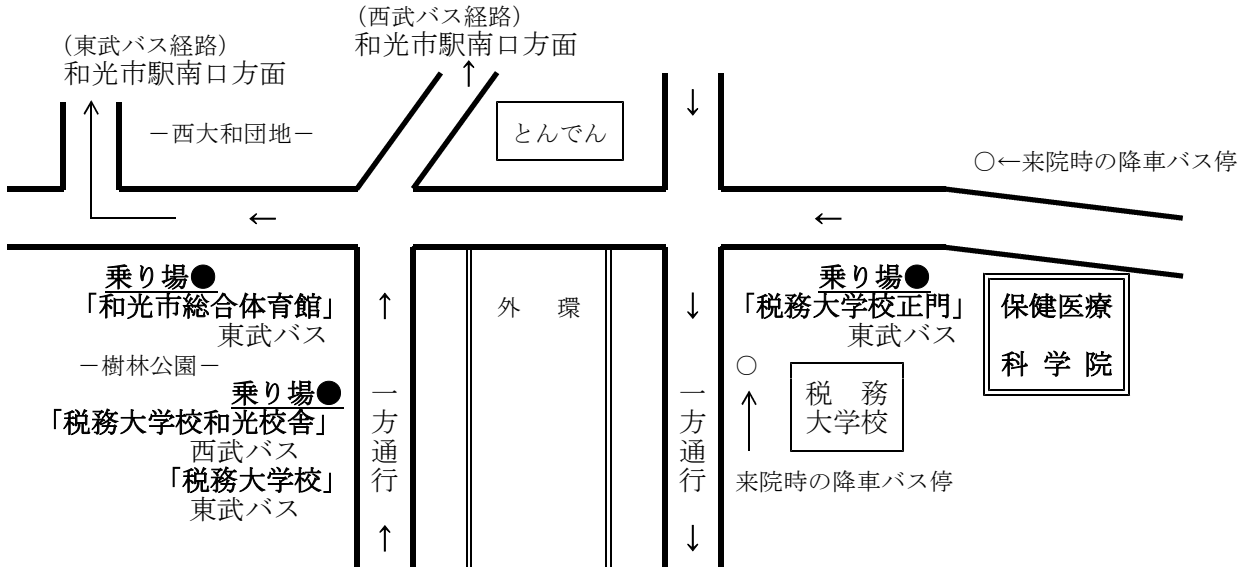 (西武バス経路)
和光市駅南口方面
↑
(東武バス経路)
和光市駅南口方面
－西大和団地－
とんでん
↓
○←来院時の降車バス停
←
←
乗り場●
「和光市総合体育館」
東武バス
－樹林公園－
乗り場●
「税務大学校和光校舎」
西武バス
「税務大学校」
東武バス
↑
一方通行
↑
外　環
↓
一方通行
↓
乗り場●
「税務大学校正門」
東武バス
○
↑
来院時の降車バス停
税　務
大学校
保健医療
科 学 院